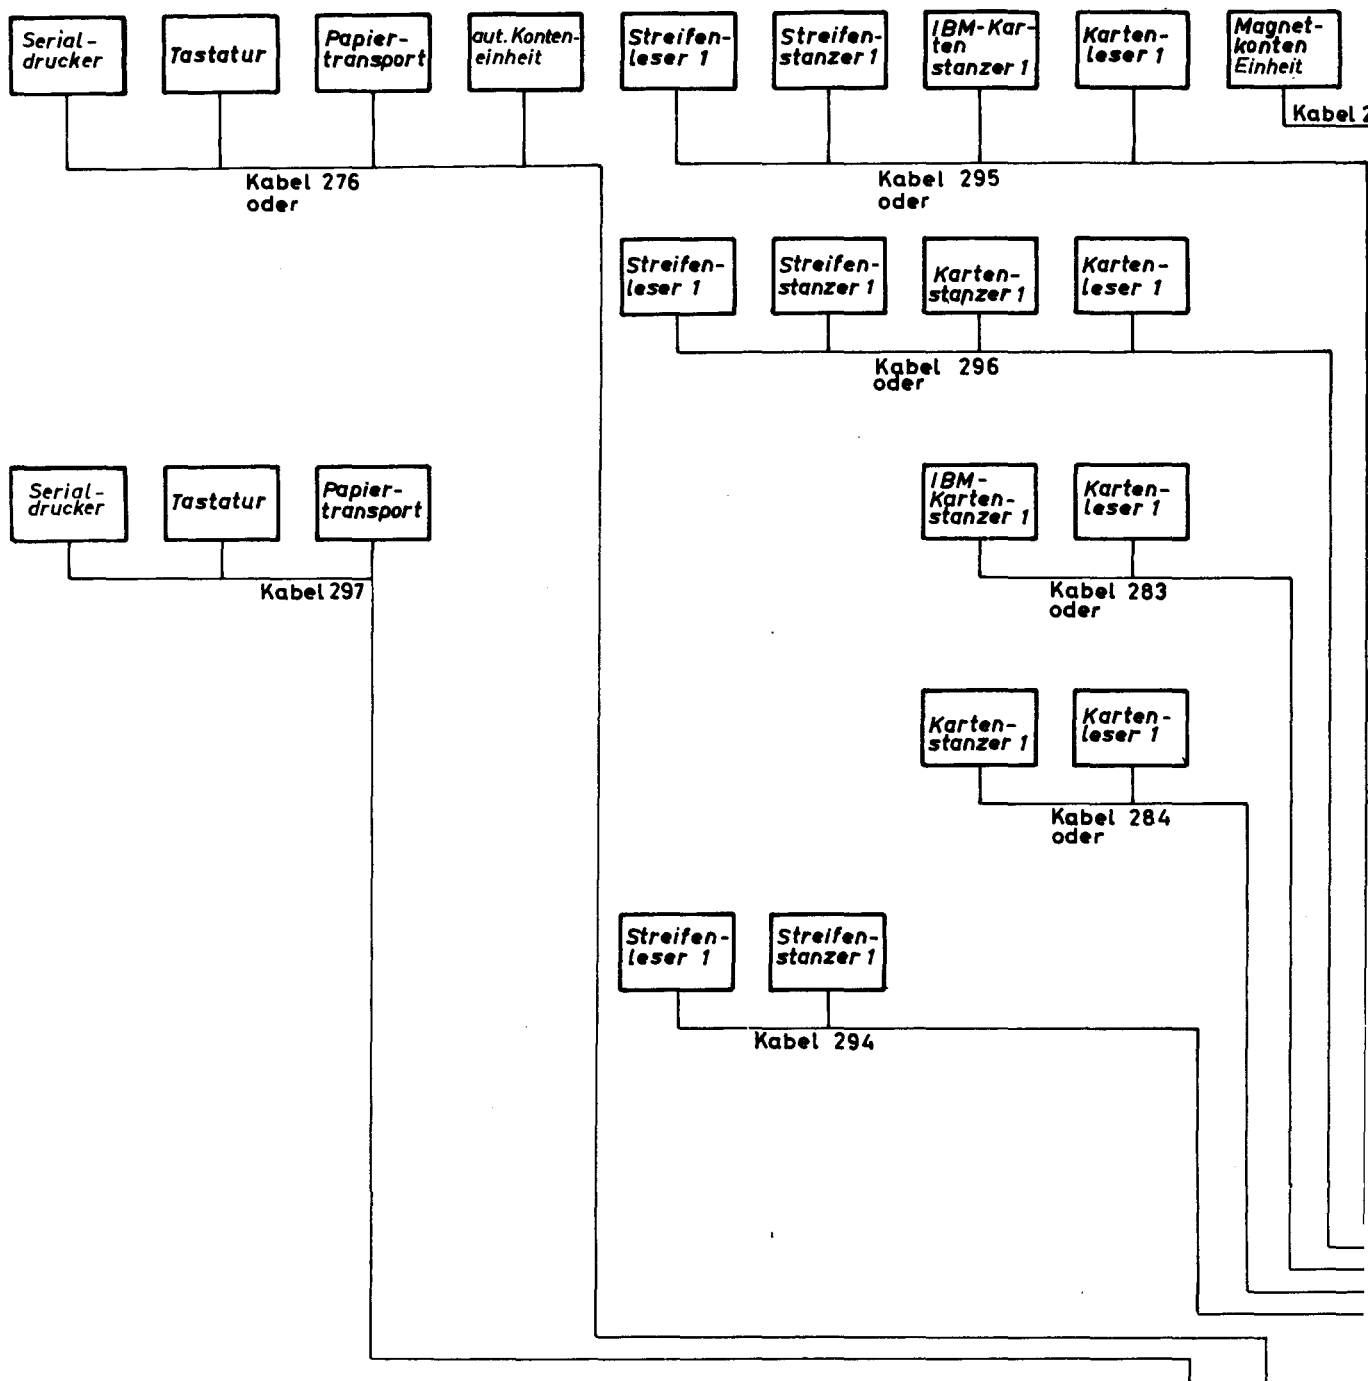 Serial-
drucker
Tastatur
Papier-
transport
aut. Konten-
einheit
Streifen-
leser 1
Streifen-
stanzer 1
IBM-Kar-
ten
stanzer 1
Karten-
leser 1
Magnet-
konten
Einheit
Kabel 276
oder
Kabel 295
oder
Kabel
Streifen-
leser 1
Streifen-
stanzer 1
Karten-
stanzer 1
Karten-
leser 1
Kabel 296
oder
Serial-
drucker
Tastatur
Papier-
transport
Kabel 297
IBM-
Karten-
stanzer 1
Karten-
leser 1
Kabel 283
oder
Karten-
stanzer 1
Karten-
leser 1
Kabel 284
oder
Streifen-
leser 1
Streifen-
stanzer 1
Kabel 294